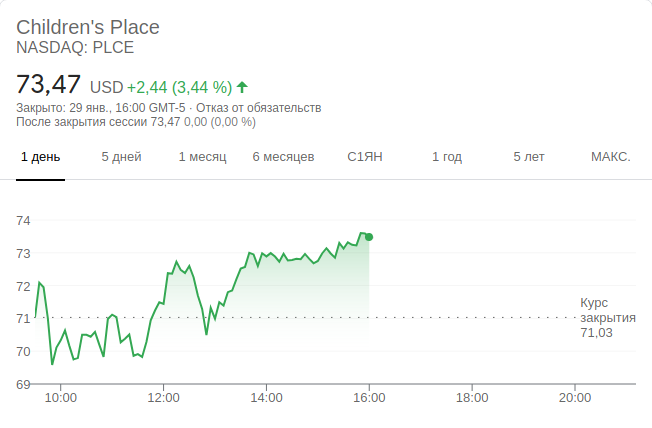 Children's Place
NASDAQ: PLCE
73,47 USD +2,44 (3,44 %)
Закрыто: 29 янв., 16:00 GMT-5 · Отказ от обязательств
После закрытия сессии 73,47 0,00 (0,00 %)
1 день 5 дней 1 месяц 6 месяцев С1ЯН 1 год 5 лет МАКС.
74
73
72
71
70
69
Курс
закрытия
71,03
10:00 12:00 14:00 16:00 18:00 20:00